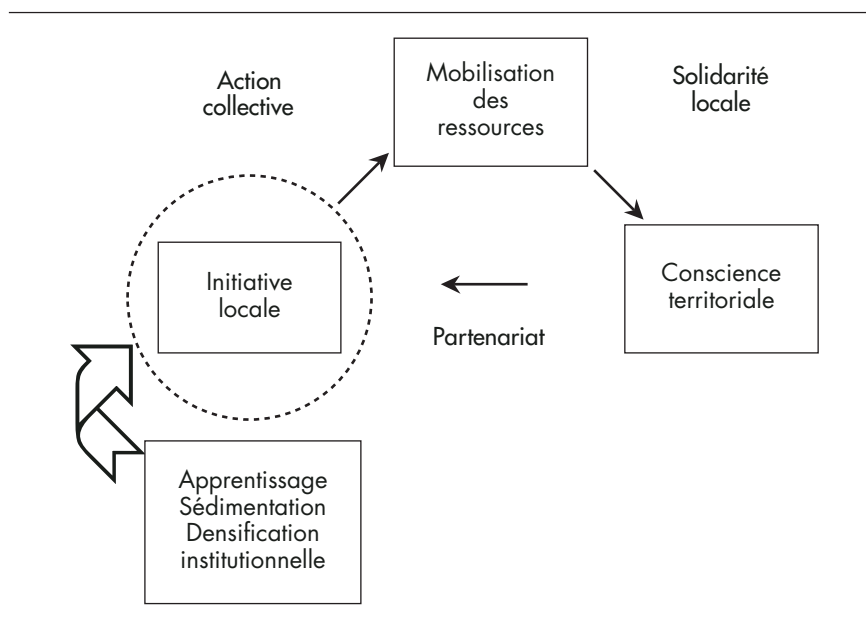 Action
collective
Mobilisation
des
ressources
Solidarité
locale
Initiative
locale
Conscience
territoriale
Partenariat
Apprentissage
Sédimentation
Densification
institutionnelle